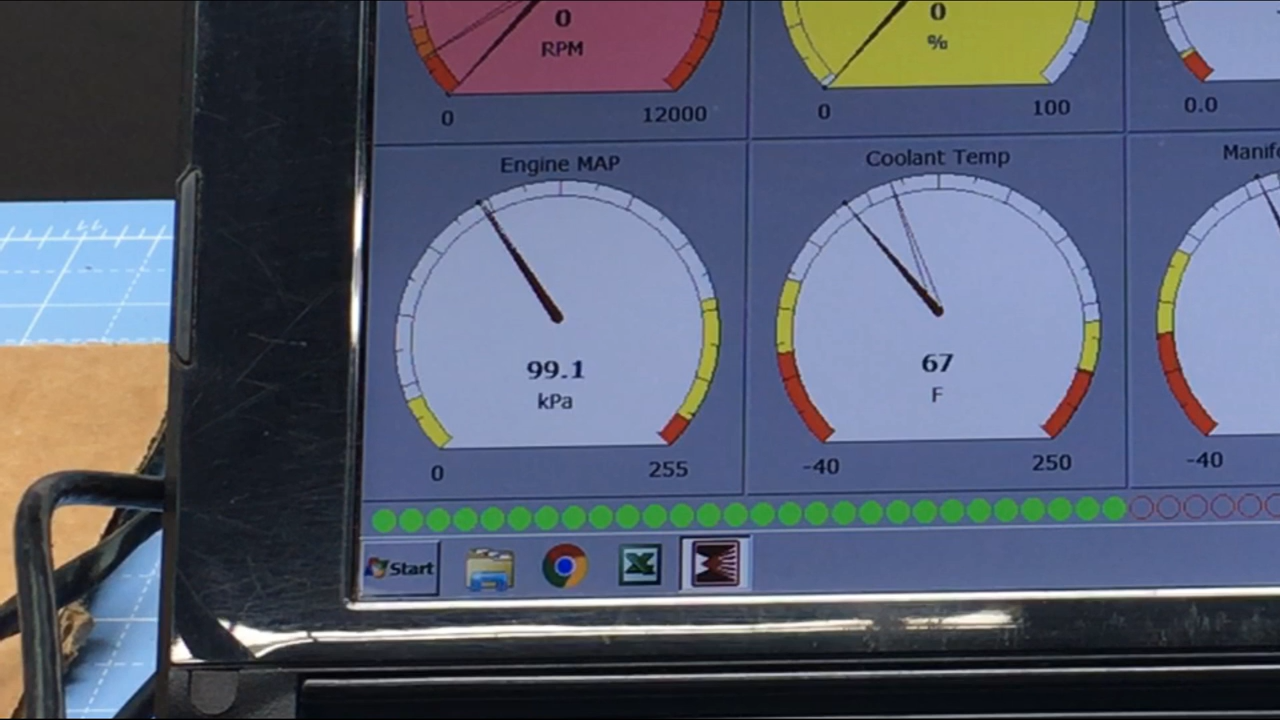 0
RPM
0
12000
0
%
0
100
0.0
Engine MAP
99.1
kPa
0
255
Coolant Temp
67
F
-40
250
Manifo
-40
Start